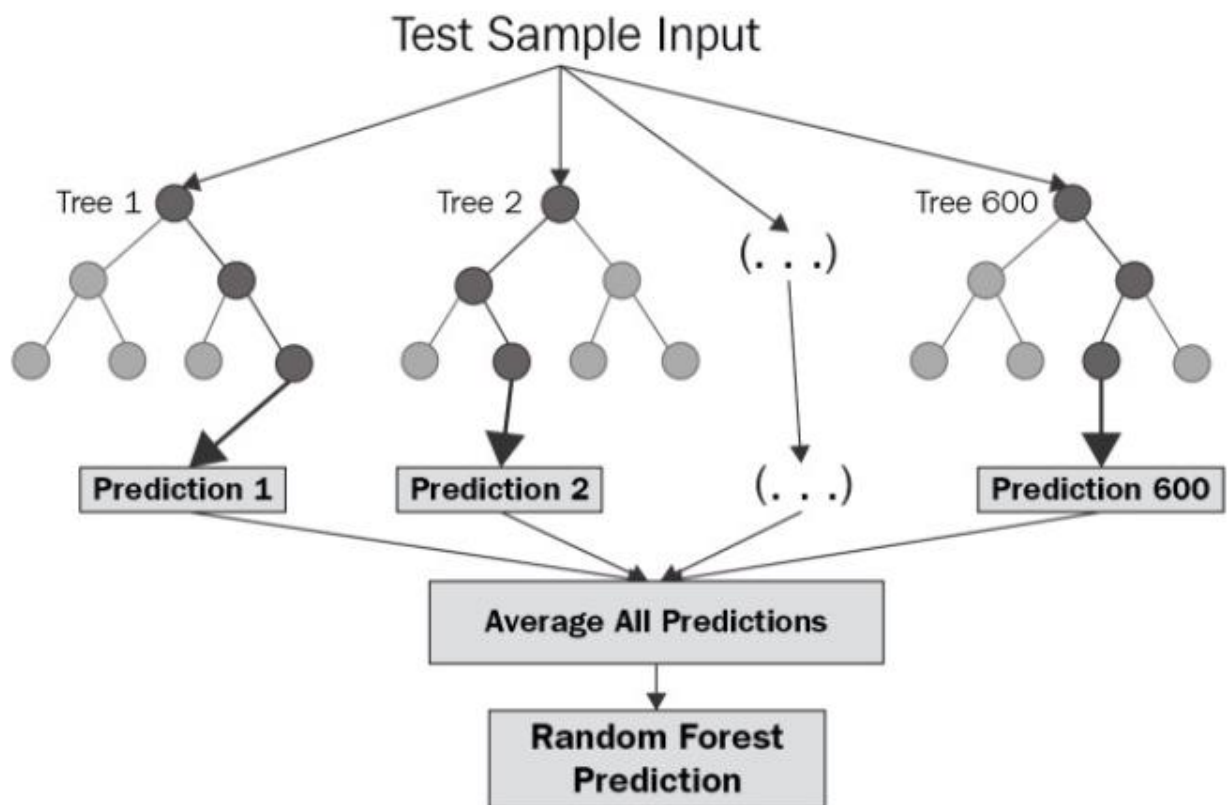 Test Sample Input
Tree 1
Tree 2
(. . .)
Tree 600
Prediction 1
Prediction 2
(. . .)
Prediction 600
Average All Predictions
Random Forest
Prediction